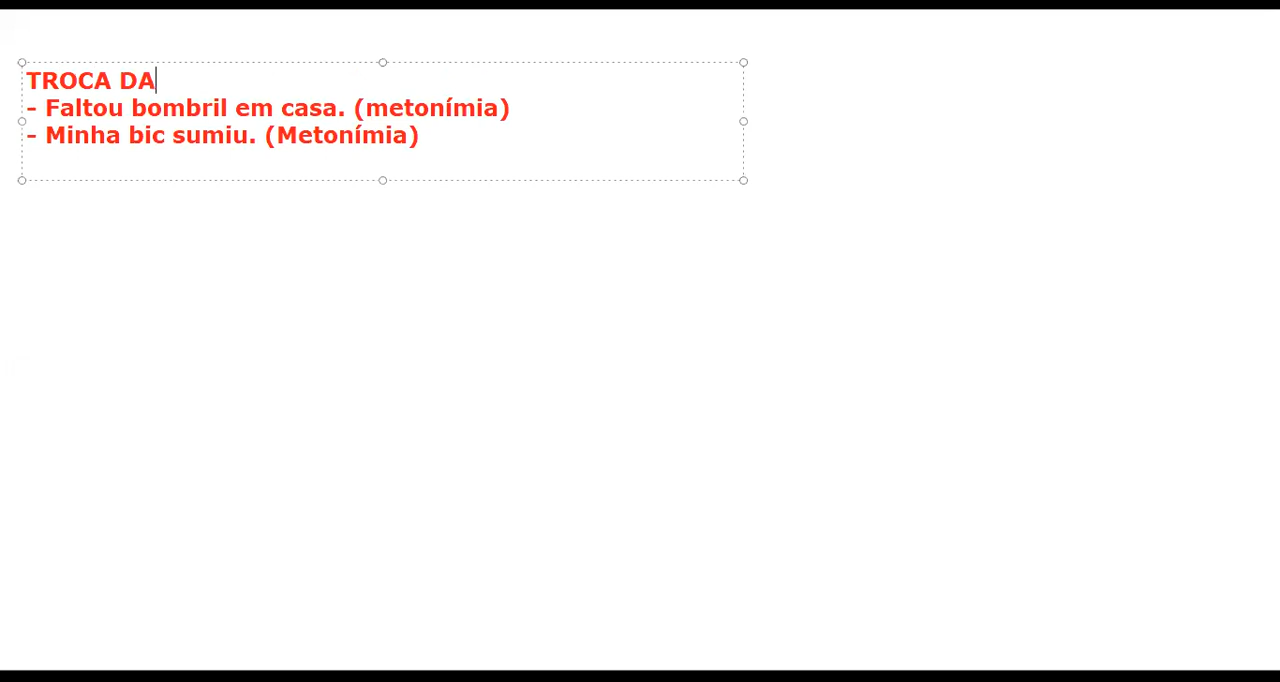 TROCA DA
- Faltou bombril em casa. (metonímia)
- Minha bic sumiu. (Metonímia)